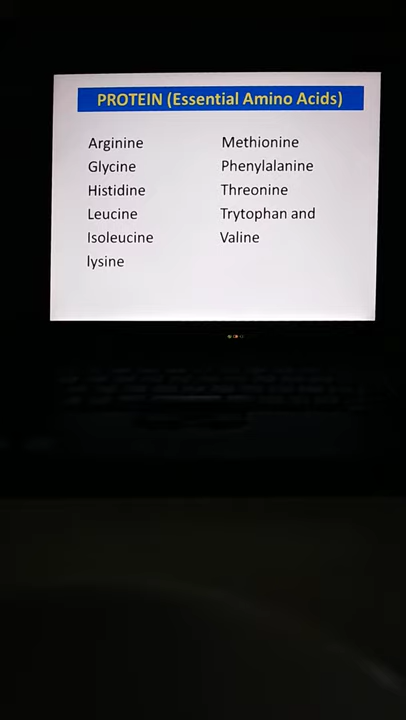 PROTEIN (Essential Amino Acids)
Arginine
Glycine
Histidine
Leucine
Isoleucine
lysine
Methionine
Phenylalanine
Threonine
Trytophan and
Valine